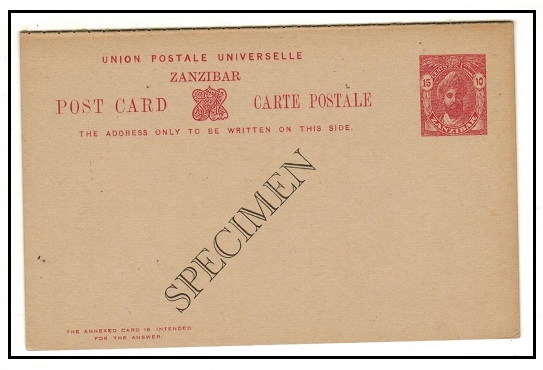 UNION POSTALE UNIVERSELLE
ZANZIBAR
POST CARD CARTE POSTALE
THE ADDRESS ONLY TO BE WRITTEN ON THIS SIDE.
15 10
ZANZIBAR
SPECIMEN
THE ANNEXED CARD IS INTENDED
FOR THE ANSWER.